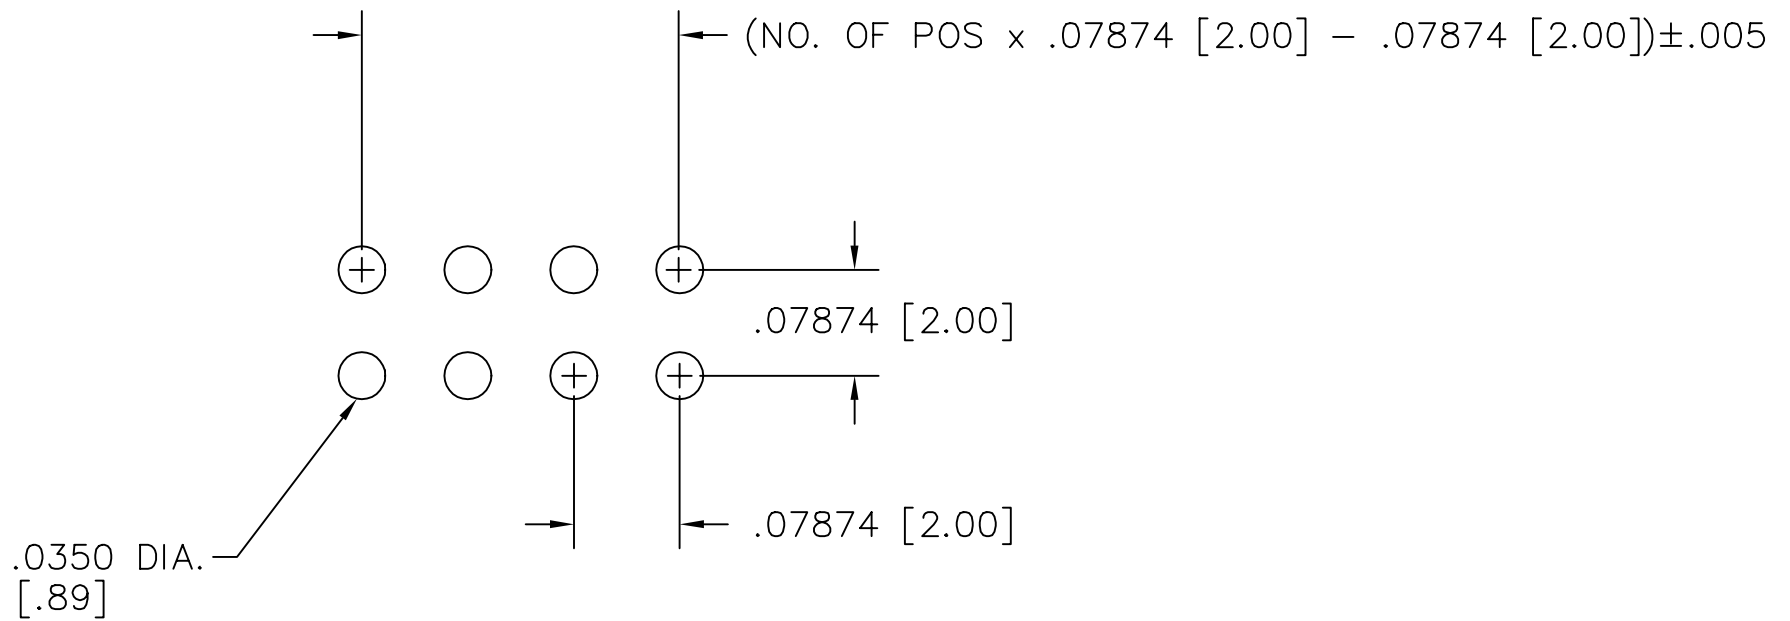 (NO. OF POS x .07874 [2.00] − .07874 [2.00])±.005
.07874 [2.00]
.07874 [2.00]
.0350 DIA.
[.89]